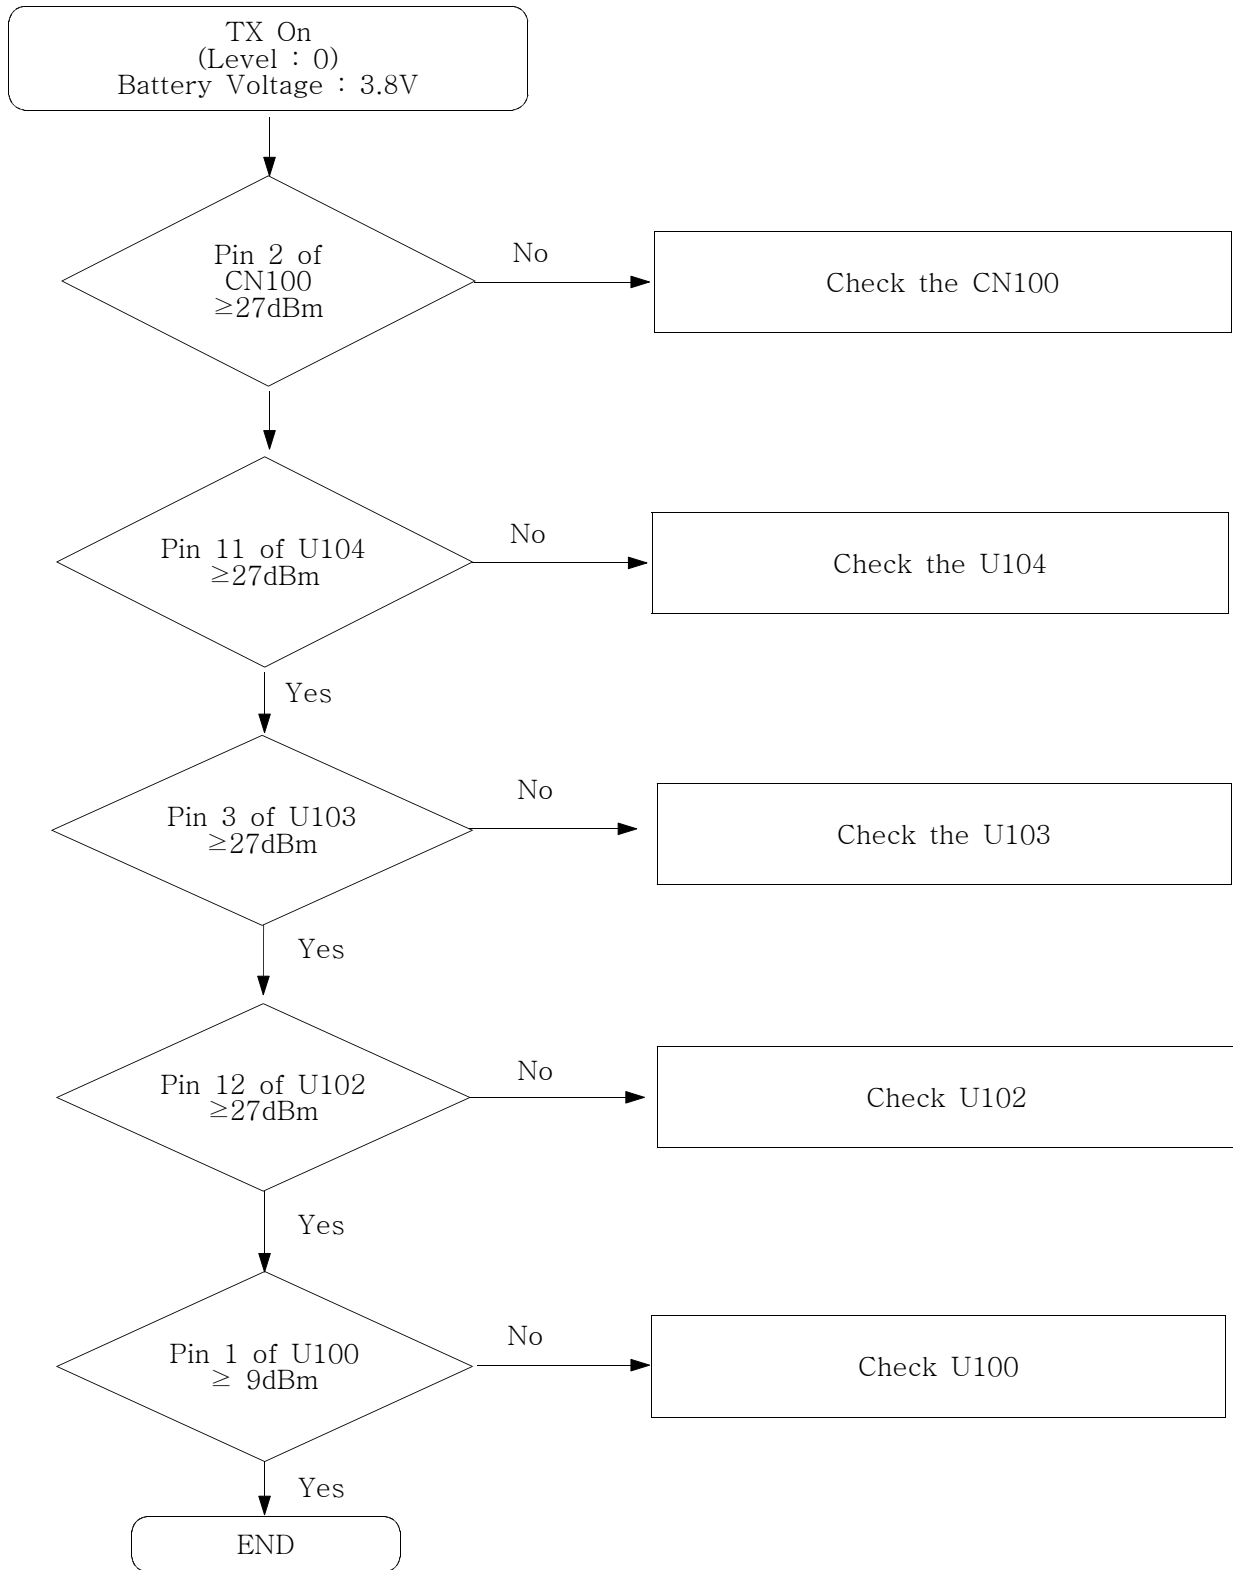 TX On
(Level : 0)
Battery Voltage : 3.8V
Pin 2 of
CN100
≥27dBm
No
Check the CN100
Pin 11 of U104
≥27dBm
No
Check the U104
Yes
Pin 3 of U103
≥27dBm
No
Check the U103
Yes
Pin 12 of U102
≥27dBm
No
Check U102
Yes
Pin 1 of U100
≥ 9dBm
No
Check U100
Yes
END